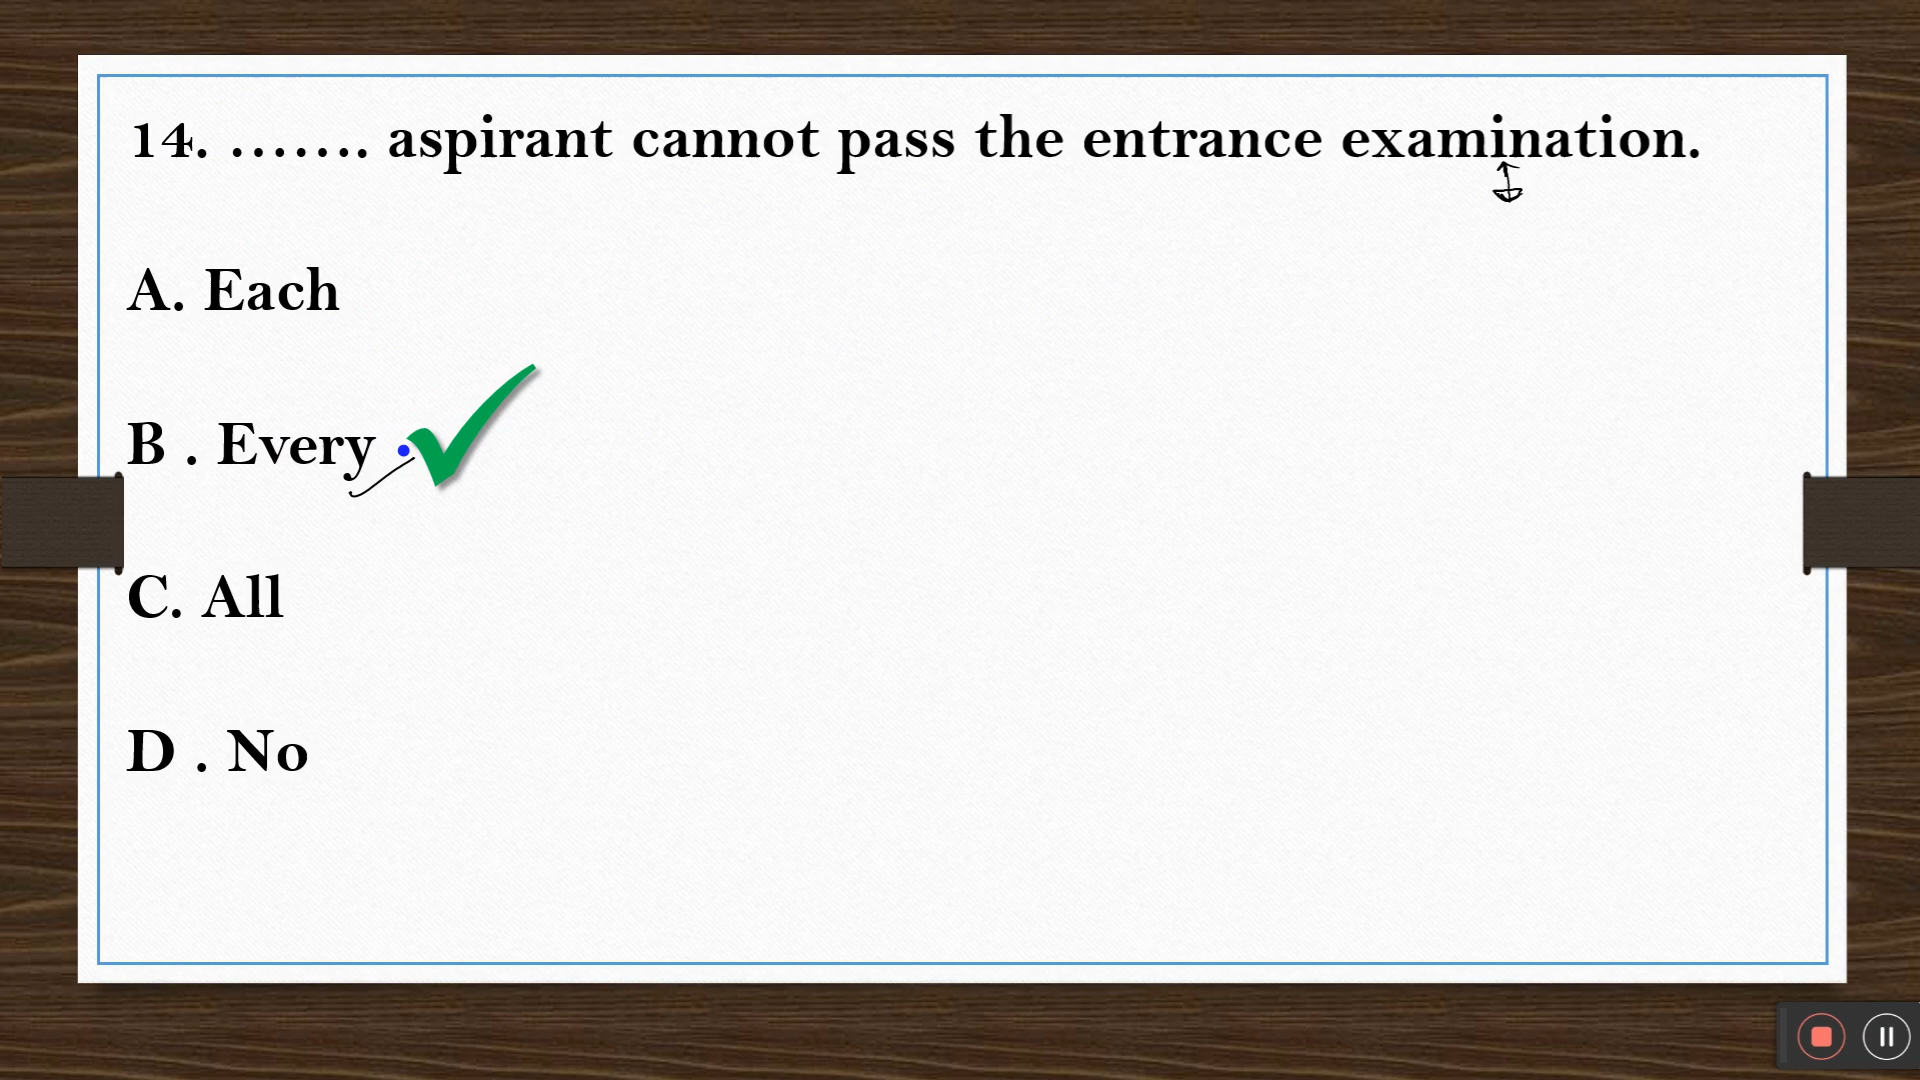 14. ....... aspirant cannot pass the entrance examination.
A. Each
B . Every
C. All
D . No